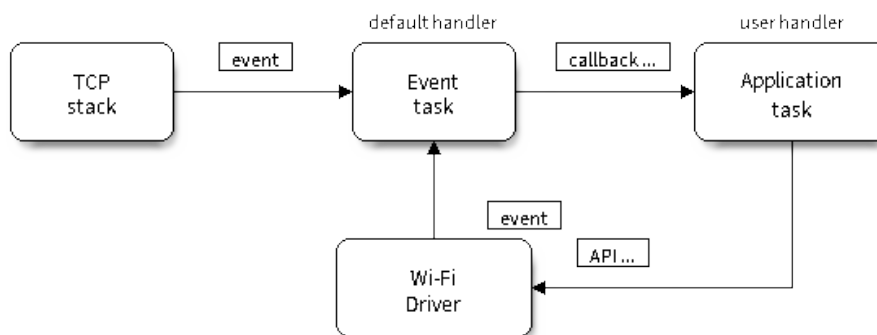 default handler
user handler
event
callback ...
TCP
stack
Event
task
Application
task
event
API ...
Wi-Fi
Driver